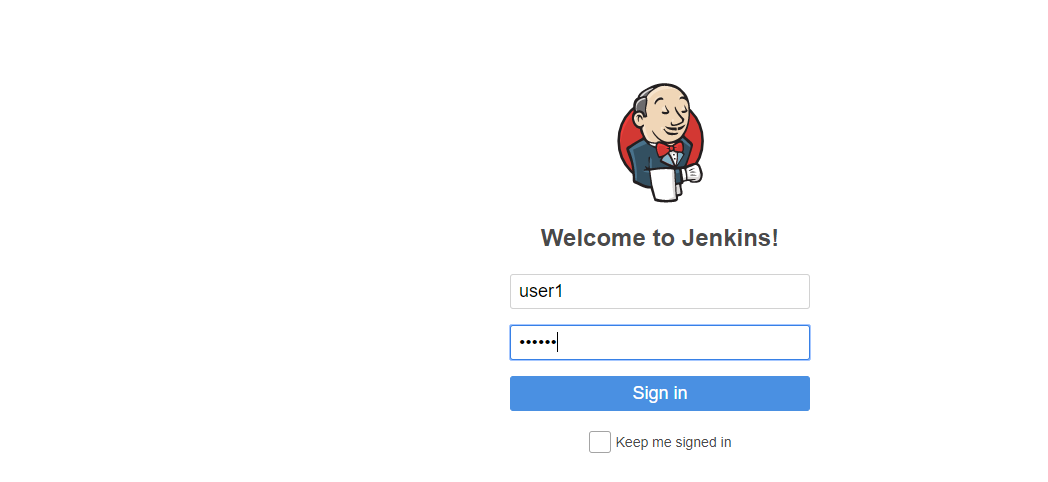 Welcome to Jenkins!
user1
••••••
Sign in
Keep me signed in